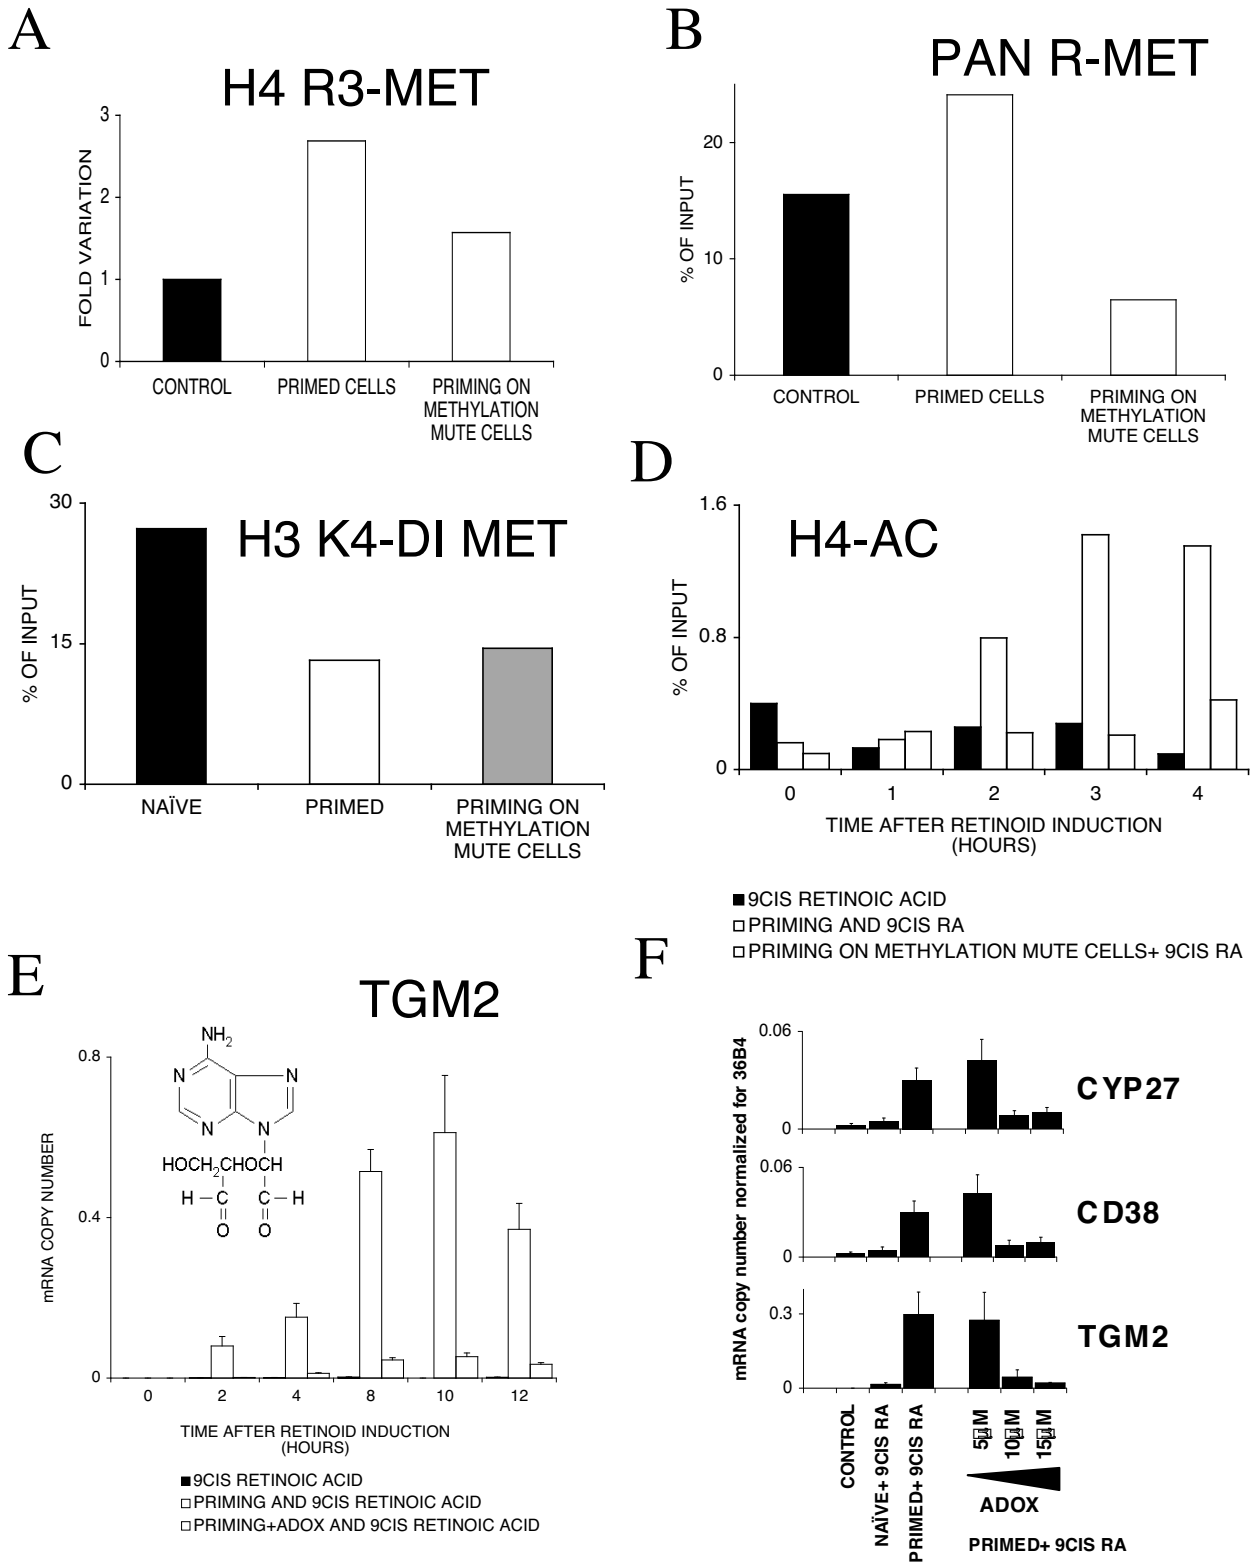 A
H4 R3-MET
3
2
1
0
FOLD VARIATION
CONTROL
PRIMED CELLS
PRIMING ON
METHYLATION
MUTE CELLS
B
PAN R-MET
20
10
0
% OF INPUT
CONTROL
PRIMED CELLS
PRIMING ON
METHYLATION
MUTE CELLS
C
H3 K4-DI MET
30
15
0
% OF INPUT
NAÏVE
PRIMED
PRIMING ON
METHYLATION
MUTE CELLS
D
H4-AC
1.6
0.8
0
% OF INPUT
0 1 2 3 4
TIME AFTER RETINOID INDUCTION
(HOURS)
9CIS RETINOIC ACID
PRIMING AND 9CIS RA
PRIMING ON METHYLATION MUTE CELLS+ 9CIS RA
E
TGM2
NH2
N N
N N
HOCH2CHOCH
H – C C – H
O O
0.8
0.4
0
mRNA COPY NUMBER
0 2 4 8 10 12
TIME AFTER RETINOID INDUCTION
(HOURS)
9CIS RETINOIC ACID
PRIMING AND 9CIS RETINOIC ACID
PRIMING+ADOX AND 9CIS RETINOIC ACID
F
mRNA copy number normalized for 36B4
0.06
0
CYP27
0.06
0
CD38
0.3
0
TGM2
CONTROL
NAÏVE+ 9CIS RA
PRIMED+ 9CIS RA
5µM
10µM
15µM
ADOX
PRIMED+ 9CIS RA